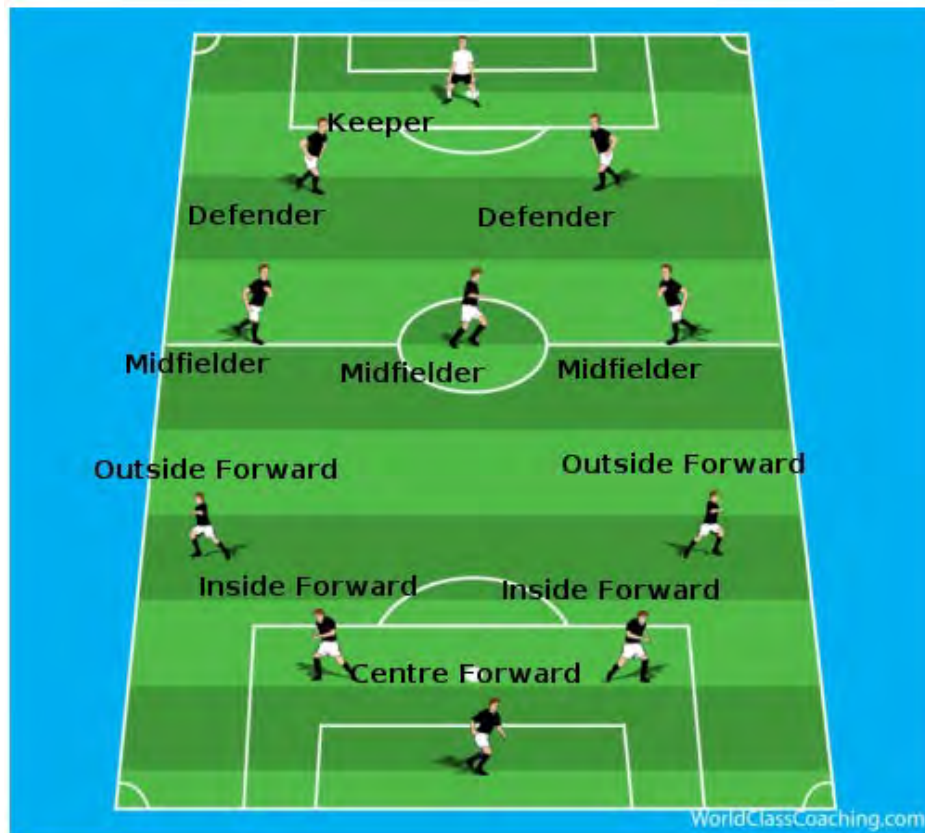 Keeper
Defender
Defender
Midfielder
Midfielder
Midfielder
Outside Forward
Outside Forward
Inside Forward
Inside Forward
Centre Forward
WorldClassCoaching.com